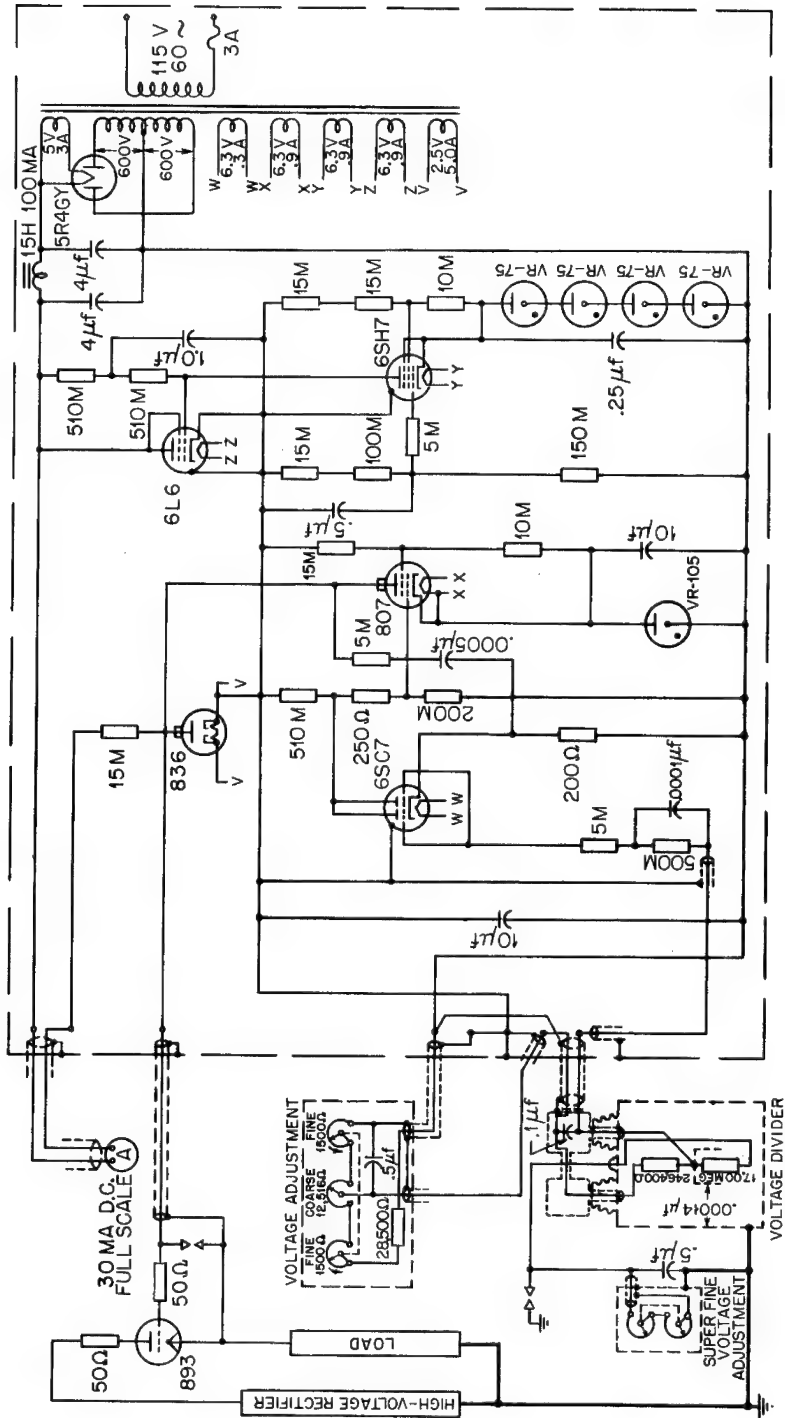 115 V
60 ~
3A
15H 100MA
5R4GY
5V
3A
600V
600V
W
6.3V
.3A
W
X
6.3V
.9A
X
Y
6.3V
.9A
Y
Z
6.3V
.9A
Z
V
2.5V
5.0A
V
4µf
4µf
510M
510M
1.0µf
6L6
Z Z
15M
15M
10M
6SH7
Y Y
VR-75
VR-75
VR-75
VR-75
.25µf
15M
100M
5M
150M
.5µf
15M
10M
10µf
807
X X
VR-105
5M
.0005µf
15M
836
V
V
510M
250Ω
200M
6SC7
W W
200Ω
5M
500M
.0001µf
10µf
30 MA D.C.
FULL SCALE
A
50Ω
50Ω
893
LOAD
HIGH-VOLTAGE RECTIFIER
VOLTAGE ADJUSTMENT
FINE
1500Ω
COARSE
12,516Ω
FINE
1500Ω
.5µf
28500Ω
.1µf
1700MEG
246400Ω
.00014µf
VOLTAGE DIVIDER
.5µf
SUPER FINE
VOLTAGE
ADJUSTMENT